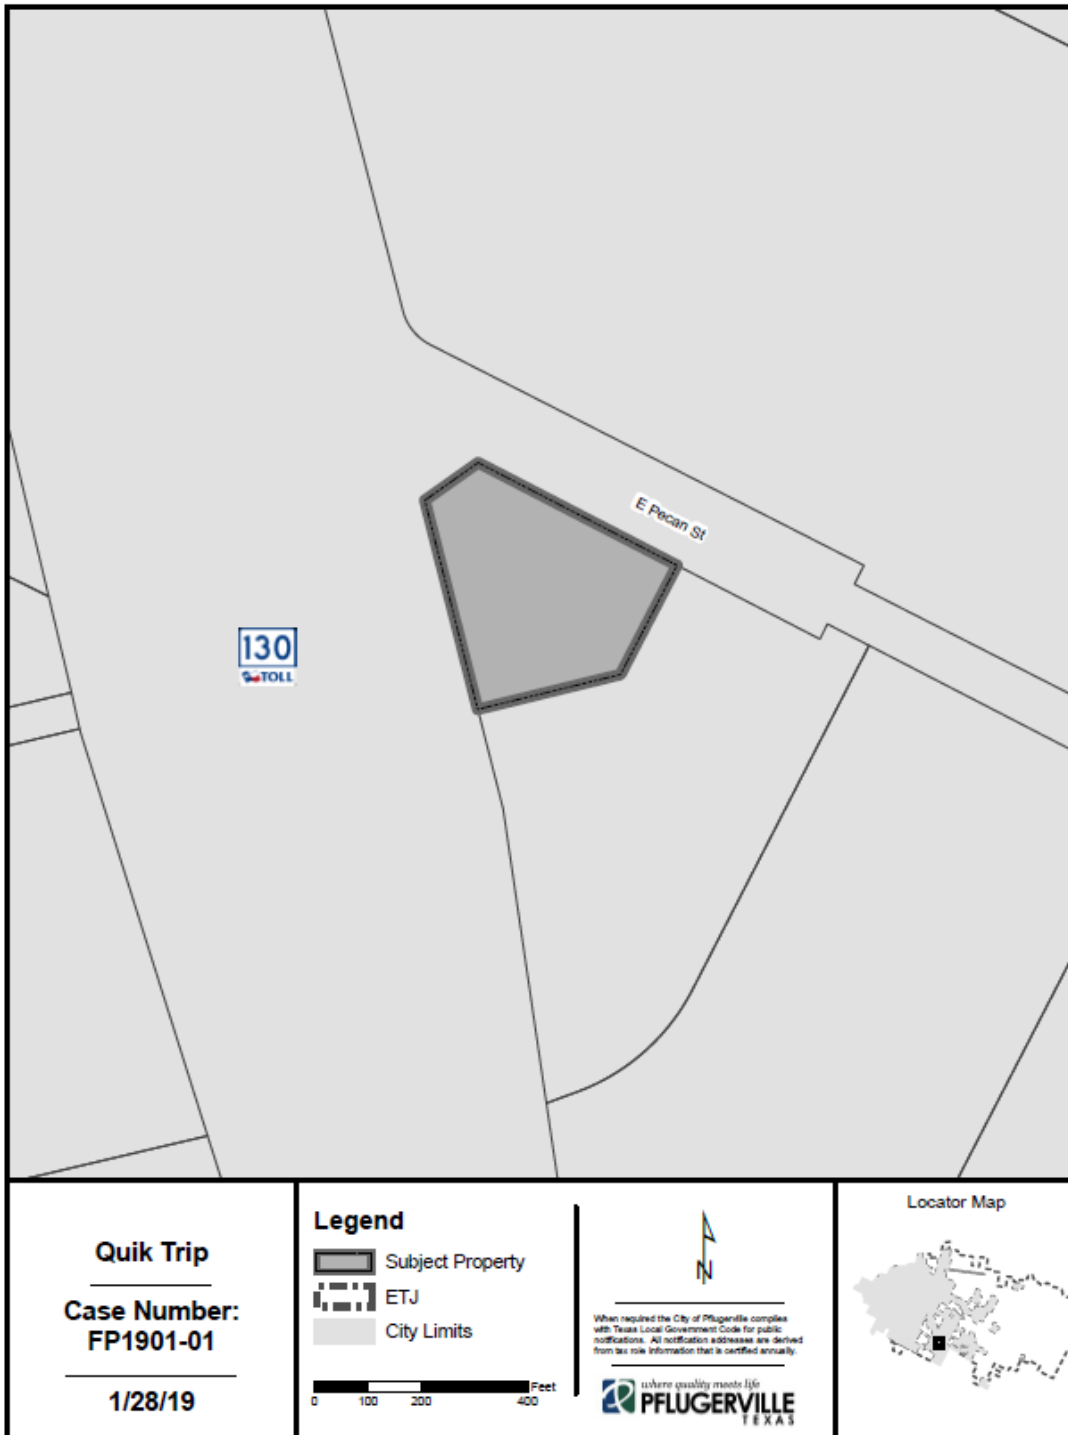 E Pecan St
130
TOLL
Quik Trip
Case Number:
FP1901-01
1/28/19
Legend
Subject Property
ETJ
City Limits
Feet
0 100 200 400
N
When required the City of Pflugerville complies
with Texas Local Government Code for public
notifications. All notification addresses are derived
from tax role information that is certified annually.
where quality meets life
PFLUGERVILLE
TEXAS
Locator Map